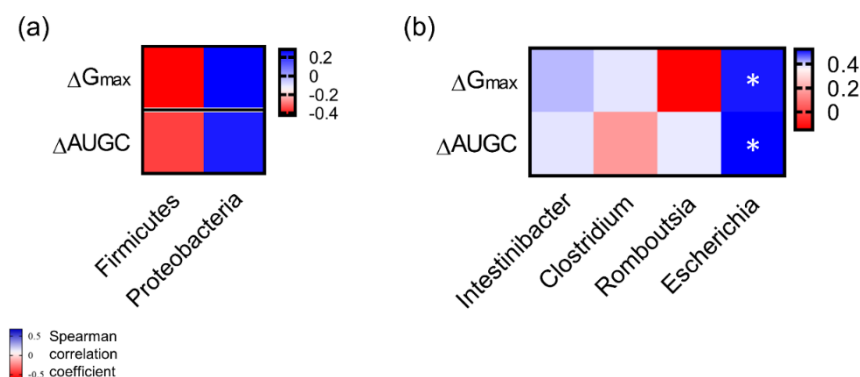 (a)
ΔGmax
ΔAUGC
Firmicutes
Proteobacteria
0.2
0
-0.2
-0.4
(b)
ΔGmax
ΔAUGC
* 
*
Intestinibacter
Clostridium
Romboutsia
Escherichia
0.4
0.2
0
0.5
0
-0.5
Spearman
correlation
coefficient